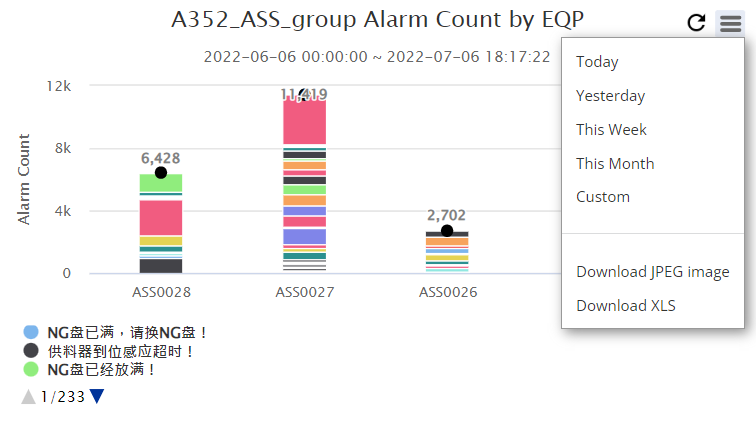 A352_ASS_group Alarm Count by EQP
2022-06-06 00:00:00 ~ 2022-07-06 18:17:22
Today
Yesterday
This Week
This Month
Custom
Download JPEG image
Download XLS
Alarm Count
12k
8k
4k
0
6,428
11,419
2,702
ASS0028
ASS0027
ASS0026
NG盘已满，请换NG盘！
供料器到位感应超时！
NG盘已经放满！
1/233